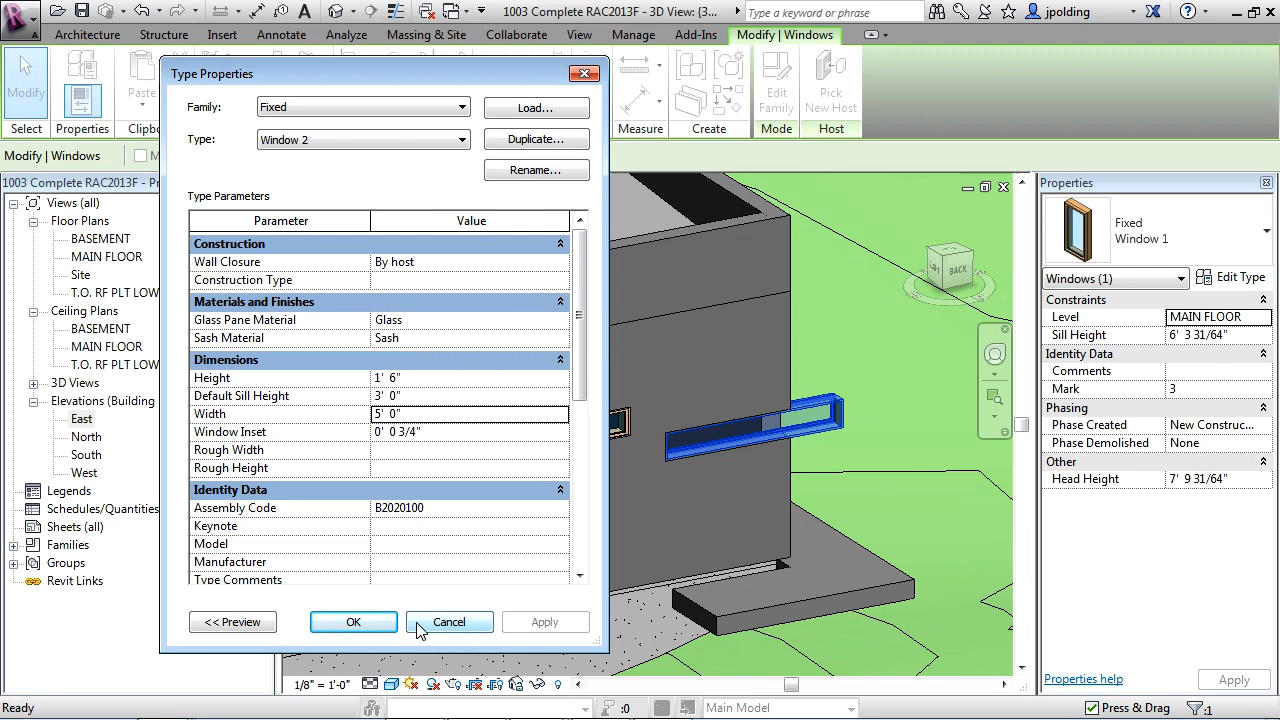 1003 Complete RAC2013F - 3D View: {3...
Type a keyword or phrase
jpolding
Architecture Structure Insert Annotate Analyze Massing & Site Collaborate View Manage Add-Ins Modify | Windows
Modify
Paste
Edit Family
Pick New Host
Select Properties Clipb Measure Create Mode Host
Modify | Windows
1003 Complete RAC2013F - Pr
Views (all)
Floor Plans
BASEMENT
MAIN FLOOR
Site
T.O. RF PLT LOW
Ceiling Plans
BASEMENT
MAIN FLOOR
T.O. RF PLT LOW
3D Views
Elevations (Building
East
North
South
West
Legends
Schedules/Quantities
Sheets (all)
Families
Groups
Revit Links
Type Properties
Family: Fixed Load...
Type: Window 2 Duplicate...
Rename...
Type Parameters
Parameter Value
Construction
Wall Closure By host
Construction Type
Materials and Finishes
Glass Pane Material Glass
Sash Material Sash
Dimensions
Height 1' 6"
Default Sill Height 3' 0"
Width 5' 0"
Window Inset 0' 0 3/4"
Rough Width
Rough Height
Identity Data
Assembly Code B2020100
Keynote
Model
Manufacturer
Type Comments
<< Preview OK Cancel Apply
BACK
Properties
Fixed
Window 1
Windows (1) Edit Type
Constraints
Level MAIN FLOOR
Sill Height 6' 3 31/64"
Identity Data
Comments
Mark 3
Phasing
Phase Created New Construc...
Phase Demolished None
Other
Head Height 7' 9 31/64"
Properties help Apply
1/8" = 1'-0"
Ready :0 Main Model Press & Drag :1